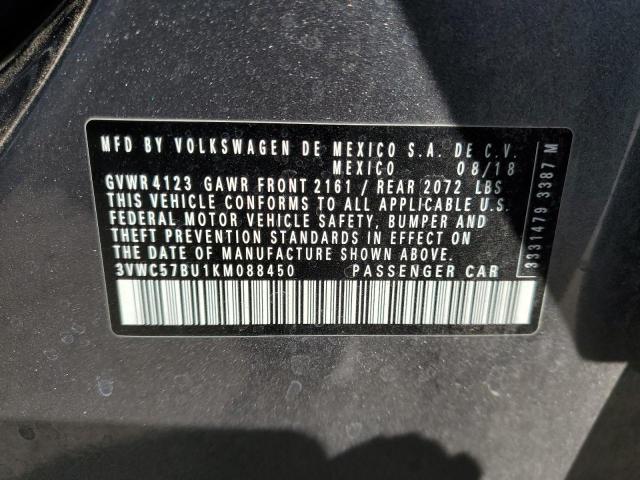 MFD BY VOLKSWAGEN DE MEXICO S.A. DE C.V.
MEXICO 08/18
GVWR 4123 GAWR FRONT 2161 / REAR 2072 LBS
THIS VEHICLE CONFORMS TO ALL APPLICABLE U.S.
FEDERAL MOTOR VEHICLE SAFETY, BUMPER AND
THEFT PREVENTION STANDARDS IN EFFECT ON
THE DATE OF MANUFACTURE SHOWN ABOVE.
3VWC57BU1KM088450 PASSENGER CAR
3331479 3387 M